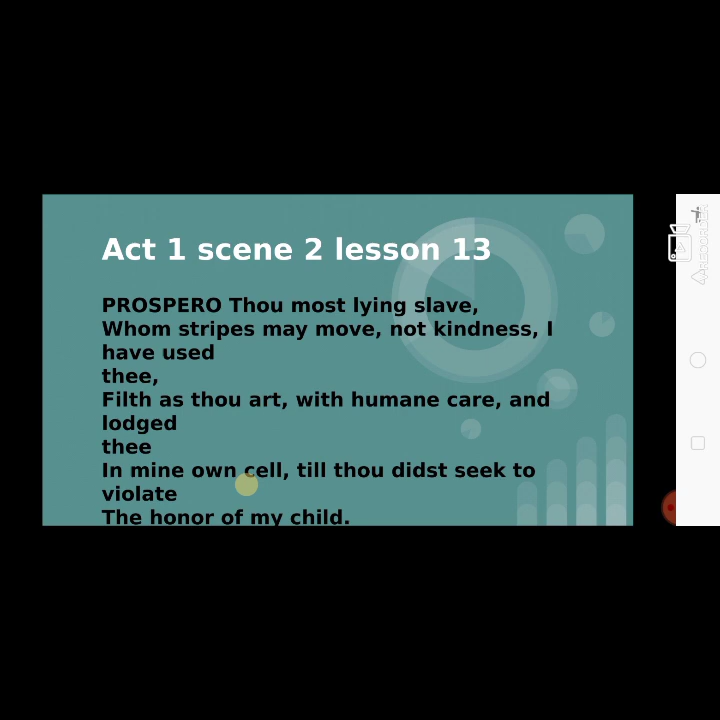 Act 1 scene 2 lesson 13
PROSPERO Thou most lying slave,
Whom stripes may move, not kindness, I
have used
thee,
Filth as thou art, with humane care, and
lodged
thee
In mine own cell, till thou didst seek to
violate
The honor of my child.
RECORDER